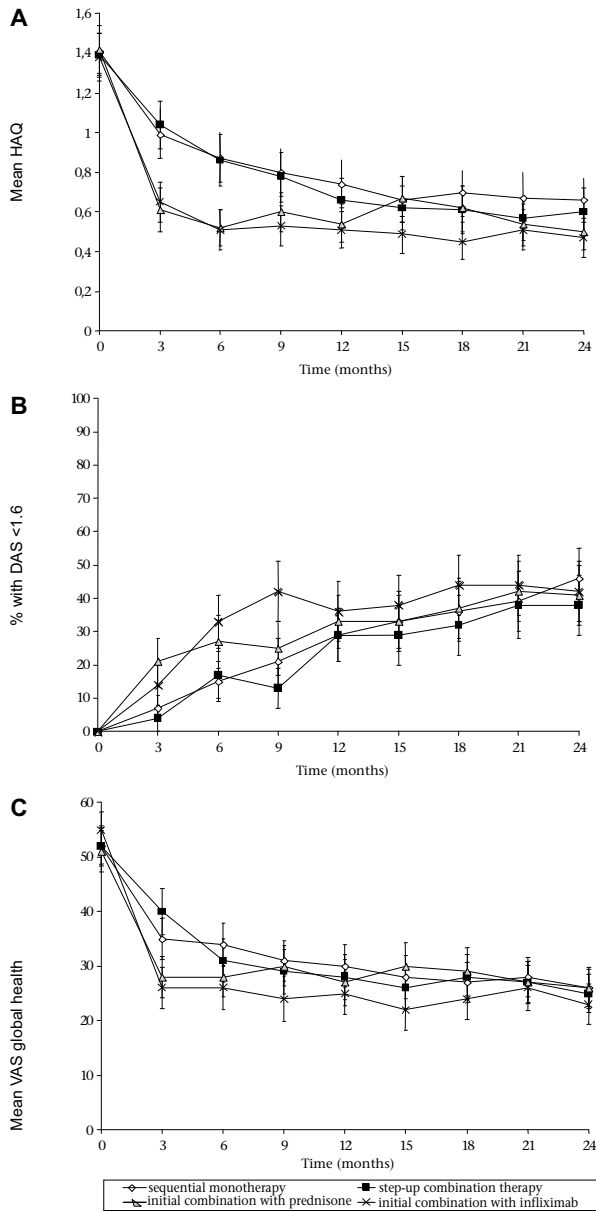 A
1,6
1,4
1,2
1
0,8
0,6
0,4
0,2
0
Mean HAQ
0 3 6 9 12 15 18 21 24
Time (months)
B
100
90
80
70
60
50
40
30
20
10
0
% with DAS <1.6
0 3 6 9 12 15 18 21 24
Time (months)
C
60
50
40
30
20
10
0
Mean VAS global health
0 3 6 9 12 15 18 21 24
Time (months)
sequential monotherapy step-up combination therapy
initial combination with prednisone initial combination with infliximab